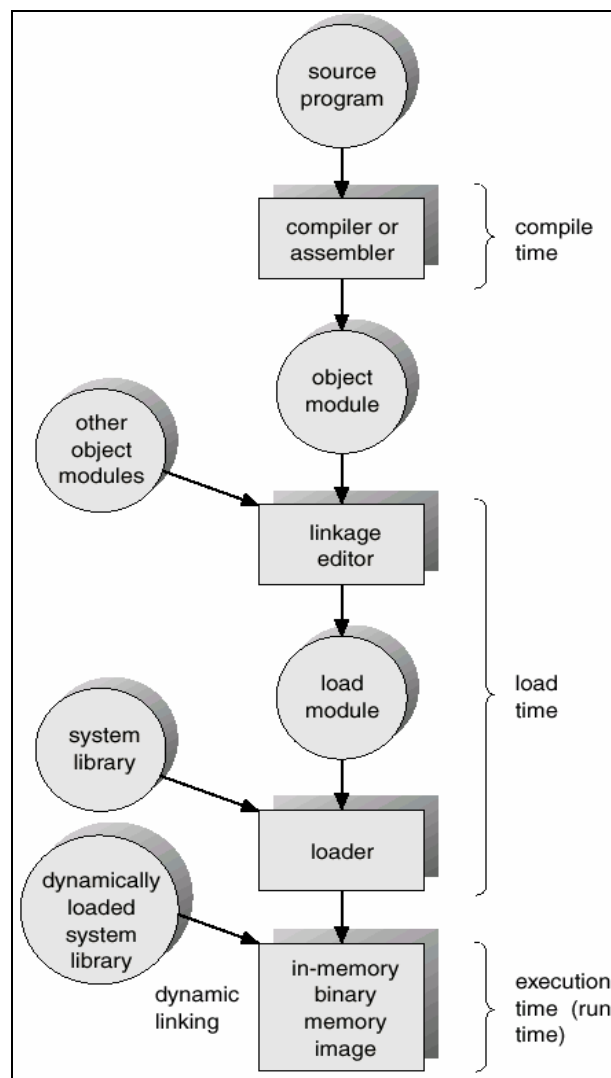 source
program
compiler or
assembler
compile
time
object
module
other
object
modules
linkage
editor
load
module
load
time
system
library
loader
dynamically
loaded
system
library
dynamic
linking
in-memory
binary
memory
image
execution
time (run
time)